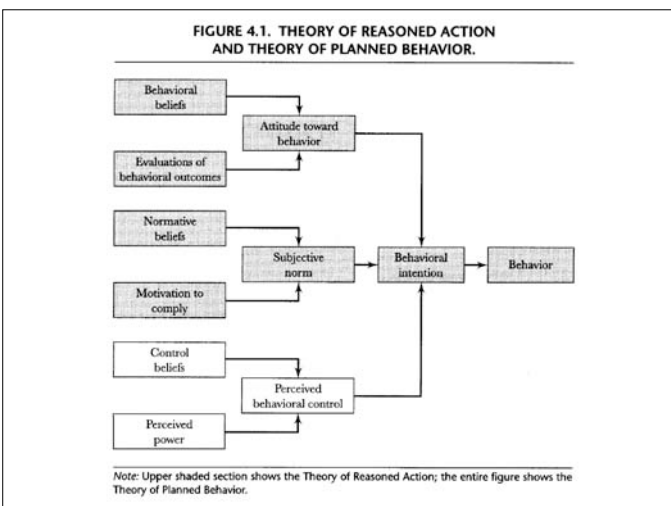 FIGURE 4.1. THEORY OF REASONED ACTION
AND THEORY OF PLANNED BEHAVIOR.
Behavioral
beliefs
Attitude toward
behavior
Evaluations of
behavioral outcomes
Normative
beliefs
Subjective
norm
Behavioral
intention
Behavior
Motivation to
comply
Control
beliefs
Perceived
behavioral control
Perceived
power
Note: Upper shaded section shows the Theory of Reasoned Action; the entire figure shows the
Theory of Planned Behavior.